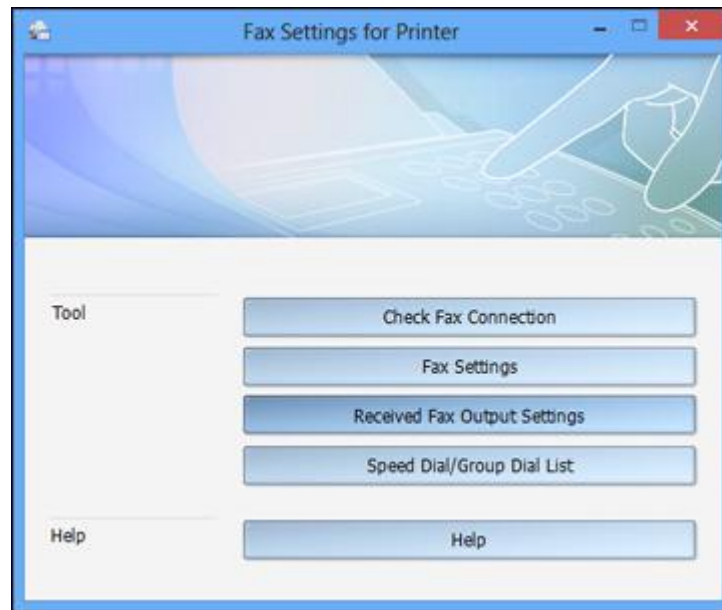 Fax Settings for Printer
Tool
Check Fax Connection
Fax Settings
Received Fax Output Settings
Speed Dial/Group Dial List
Help
Help